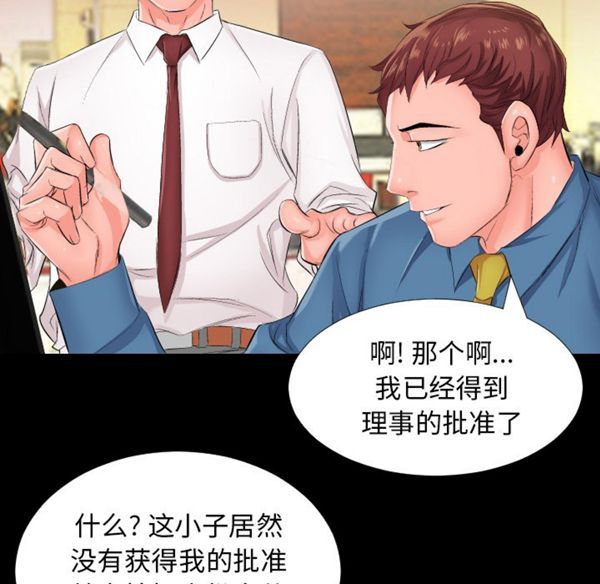 啊! 那个啊...
我已经得到
理事的批准了
什么? 这小子居然
没有获得我的批准